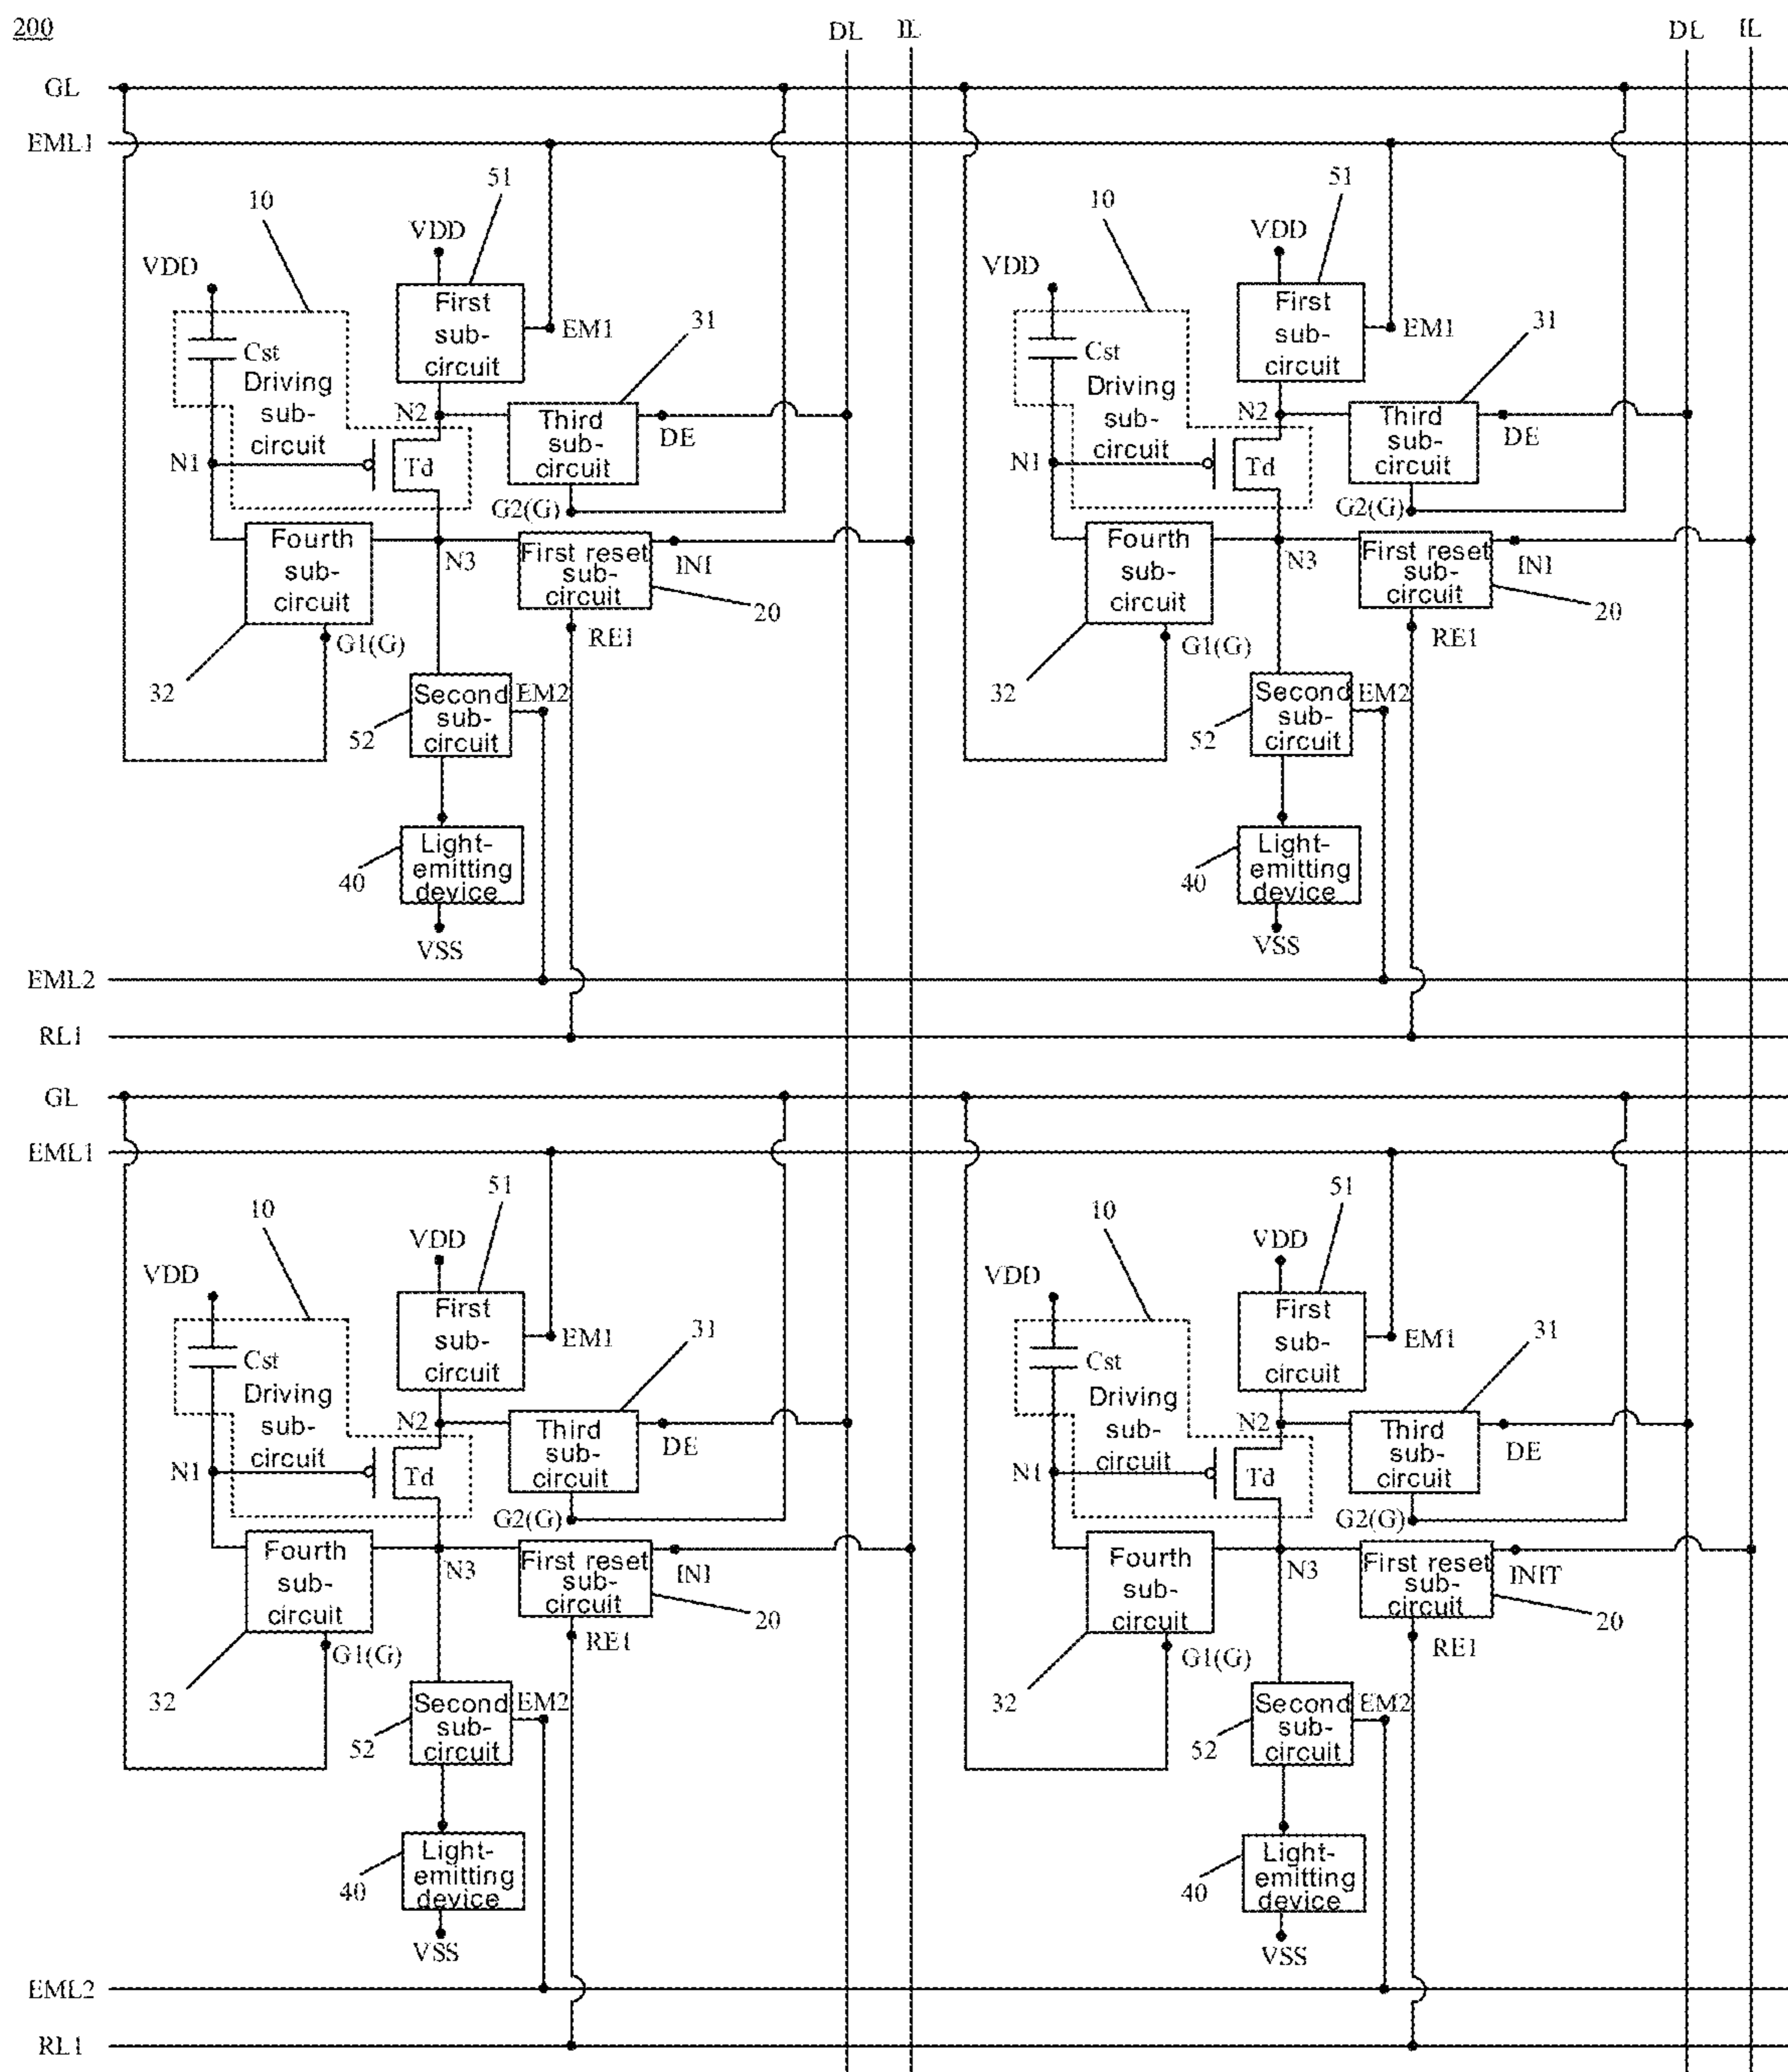 200
DL IL DL IL
GL
EML1
51 51
10 10
VDD VDD
VDD VDD
First sub-circuit
EM1
31
First sub-circuit
EM1
31
Cst
Driving sub-circuit
N2
Third sub-circuit
DE
Cst
Driving sub-circuit
N2
Third sub-circuit
DE
N1
Td
G2(G)
N1
Td
G2(G)
Fourth sub-circuit
N3
First reset sub-circuit
INI
20
Fourth sub-circuit
N3
First reset sub-circuit
INI
20
G1(G)
RE1
G1(G)
RE1
32
Second sub-circuit
EM2
52
32
Second sub-circuit
EM2
52
Light-emitting device
40
Light-emitting device
40
VSS VSS
EML2
RL1
GL
EML1
51 51
10 10
VDD VDD
VDD VDD
First sub-circuit
EM1
31
First sub-circuit
EM1
31
Cst
Driving sub-circuit
N2
Third sub-circuit
DE
Cst
Driving sub-circuit
N2
Third sub-circuit
DE
N1
Td
G2(G)
N1
Td
G2(G)
Fourth sub-circuit
N3
First reset sub-circuit
INI
20
Fourth sub-circuit
N3
First reset sub-circuit
INIT
20
G1(G)
RE1
G1(G)
RE1
32
Second sub-circuit
EM2
52
32
Second sub-circuit
EM2
52
Light-emitting device
40
Light-emitting device
40
VSS VSS
EML2
RL1